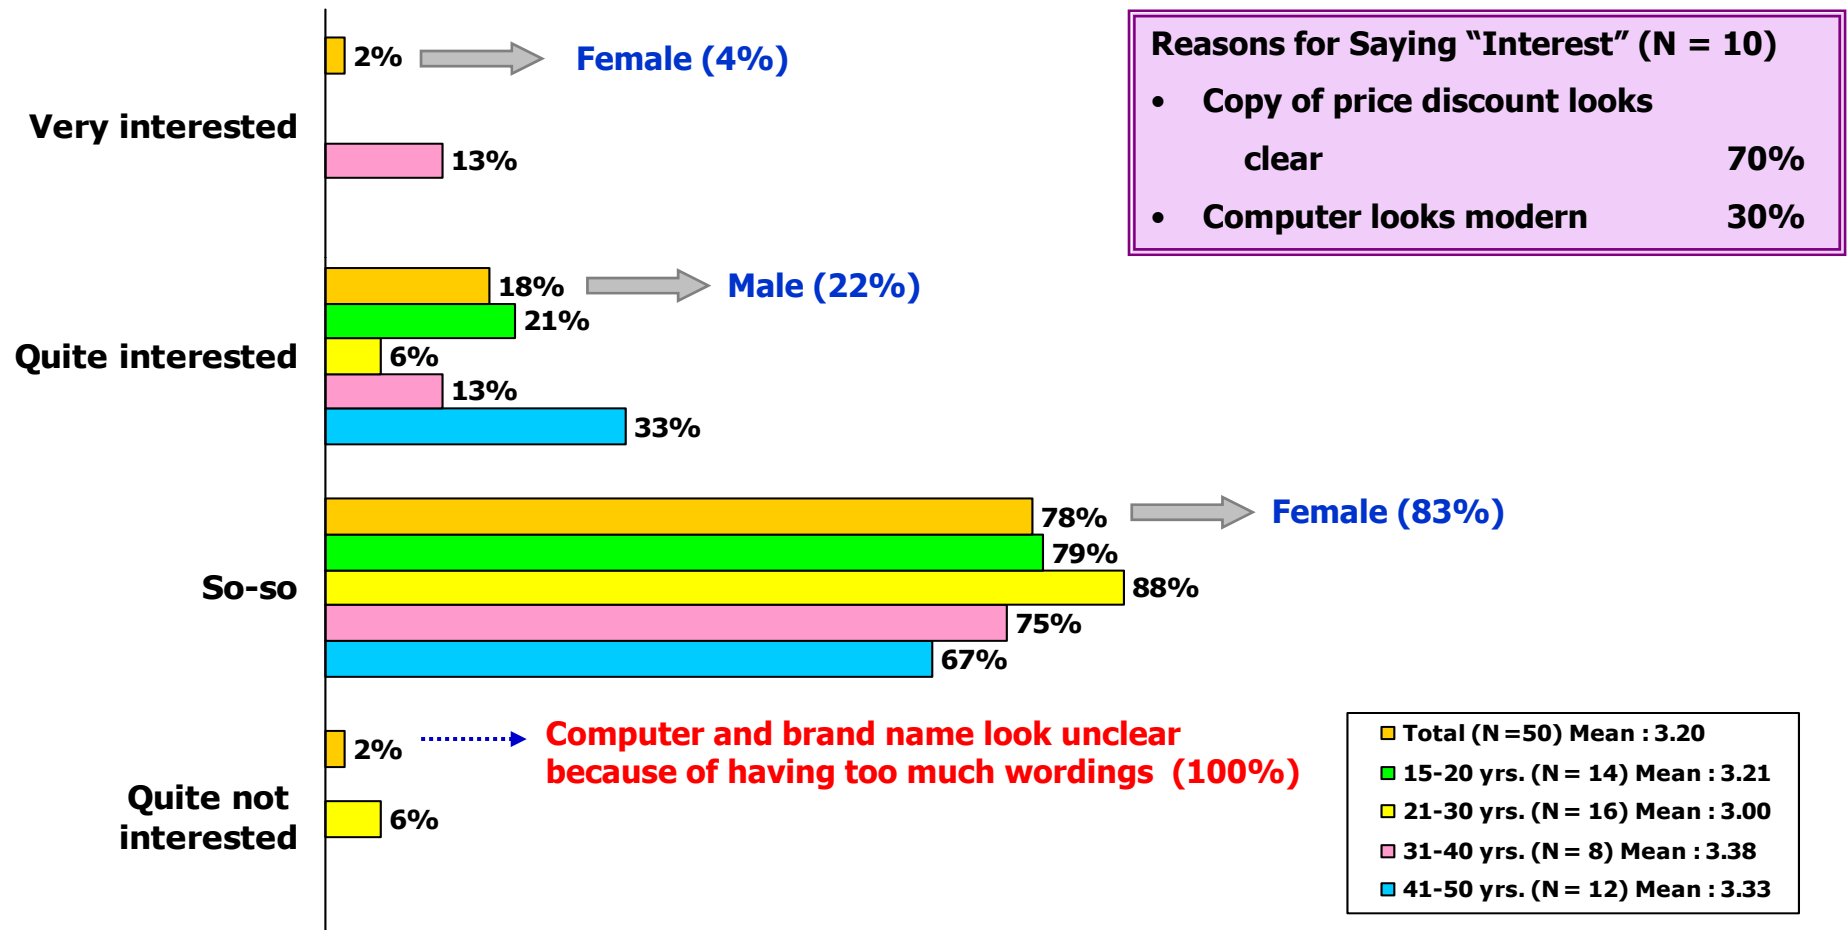 Reasons for Saying “Interest” (N = 10)
• Copy of price discount looks
clear 70%
• Computer looks modern 30%
Very interested
2%
Female (4%)
13%
Quite interested
18%
Male (22%)
21%
6%
13%
33%
So-so
78%
Female (83%)
79%
88%
75%
67%
Quite not
interested
2%
Computer and brand name look unclear
because of having too much wordings (100%)
6%
Total (N =50) Mean : 3.20
15-20 yrs. (N = 14) Mean : 3.21
21-30 yrs. (N = 16) Mean : 3.00
31-40 yrs. (N = 8) Mean : 3.38
41-50 yrs. (N = 12) Mean : 3.33